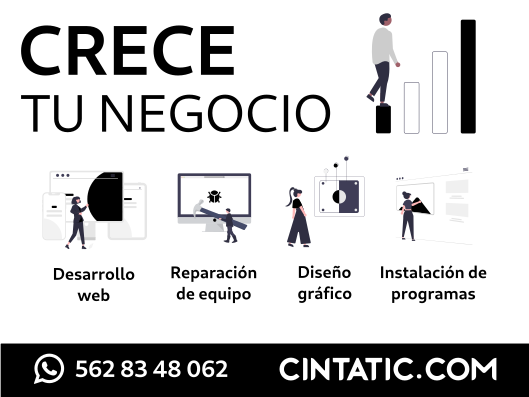 CRECE
TU NEGOCIO
Desarrollo
web
Reparación
de equipo
Diseño
gráfico
Instalación de
programas
562 83 48 062
CINTATIC.COM